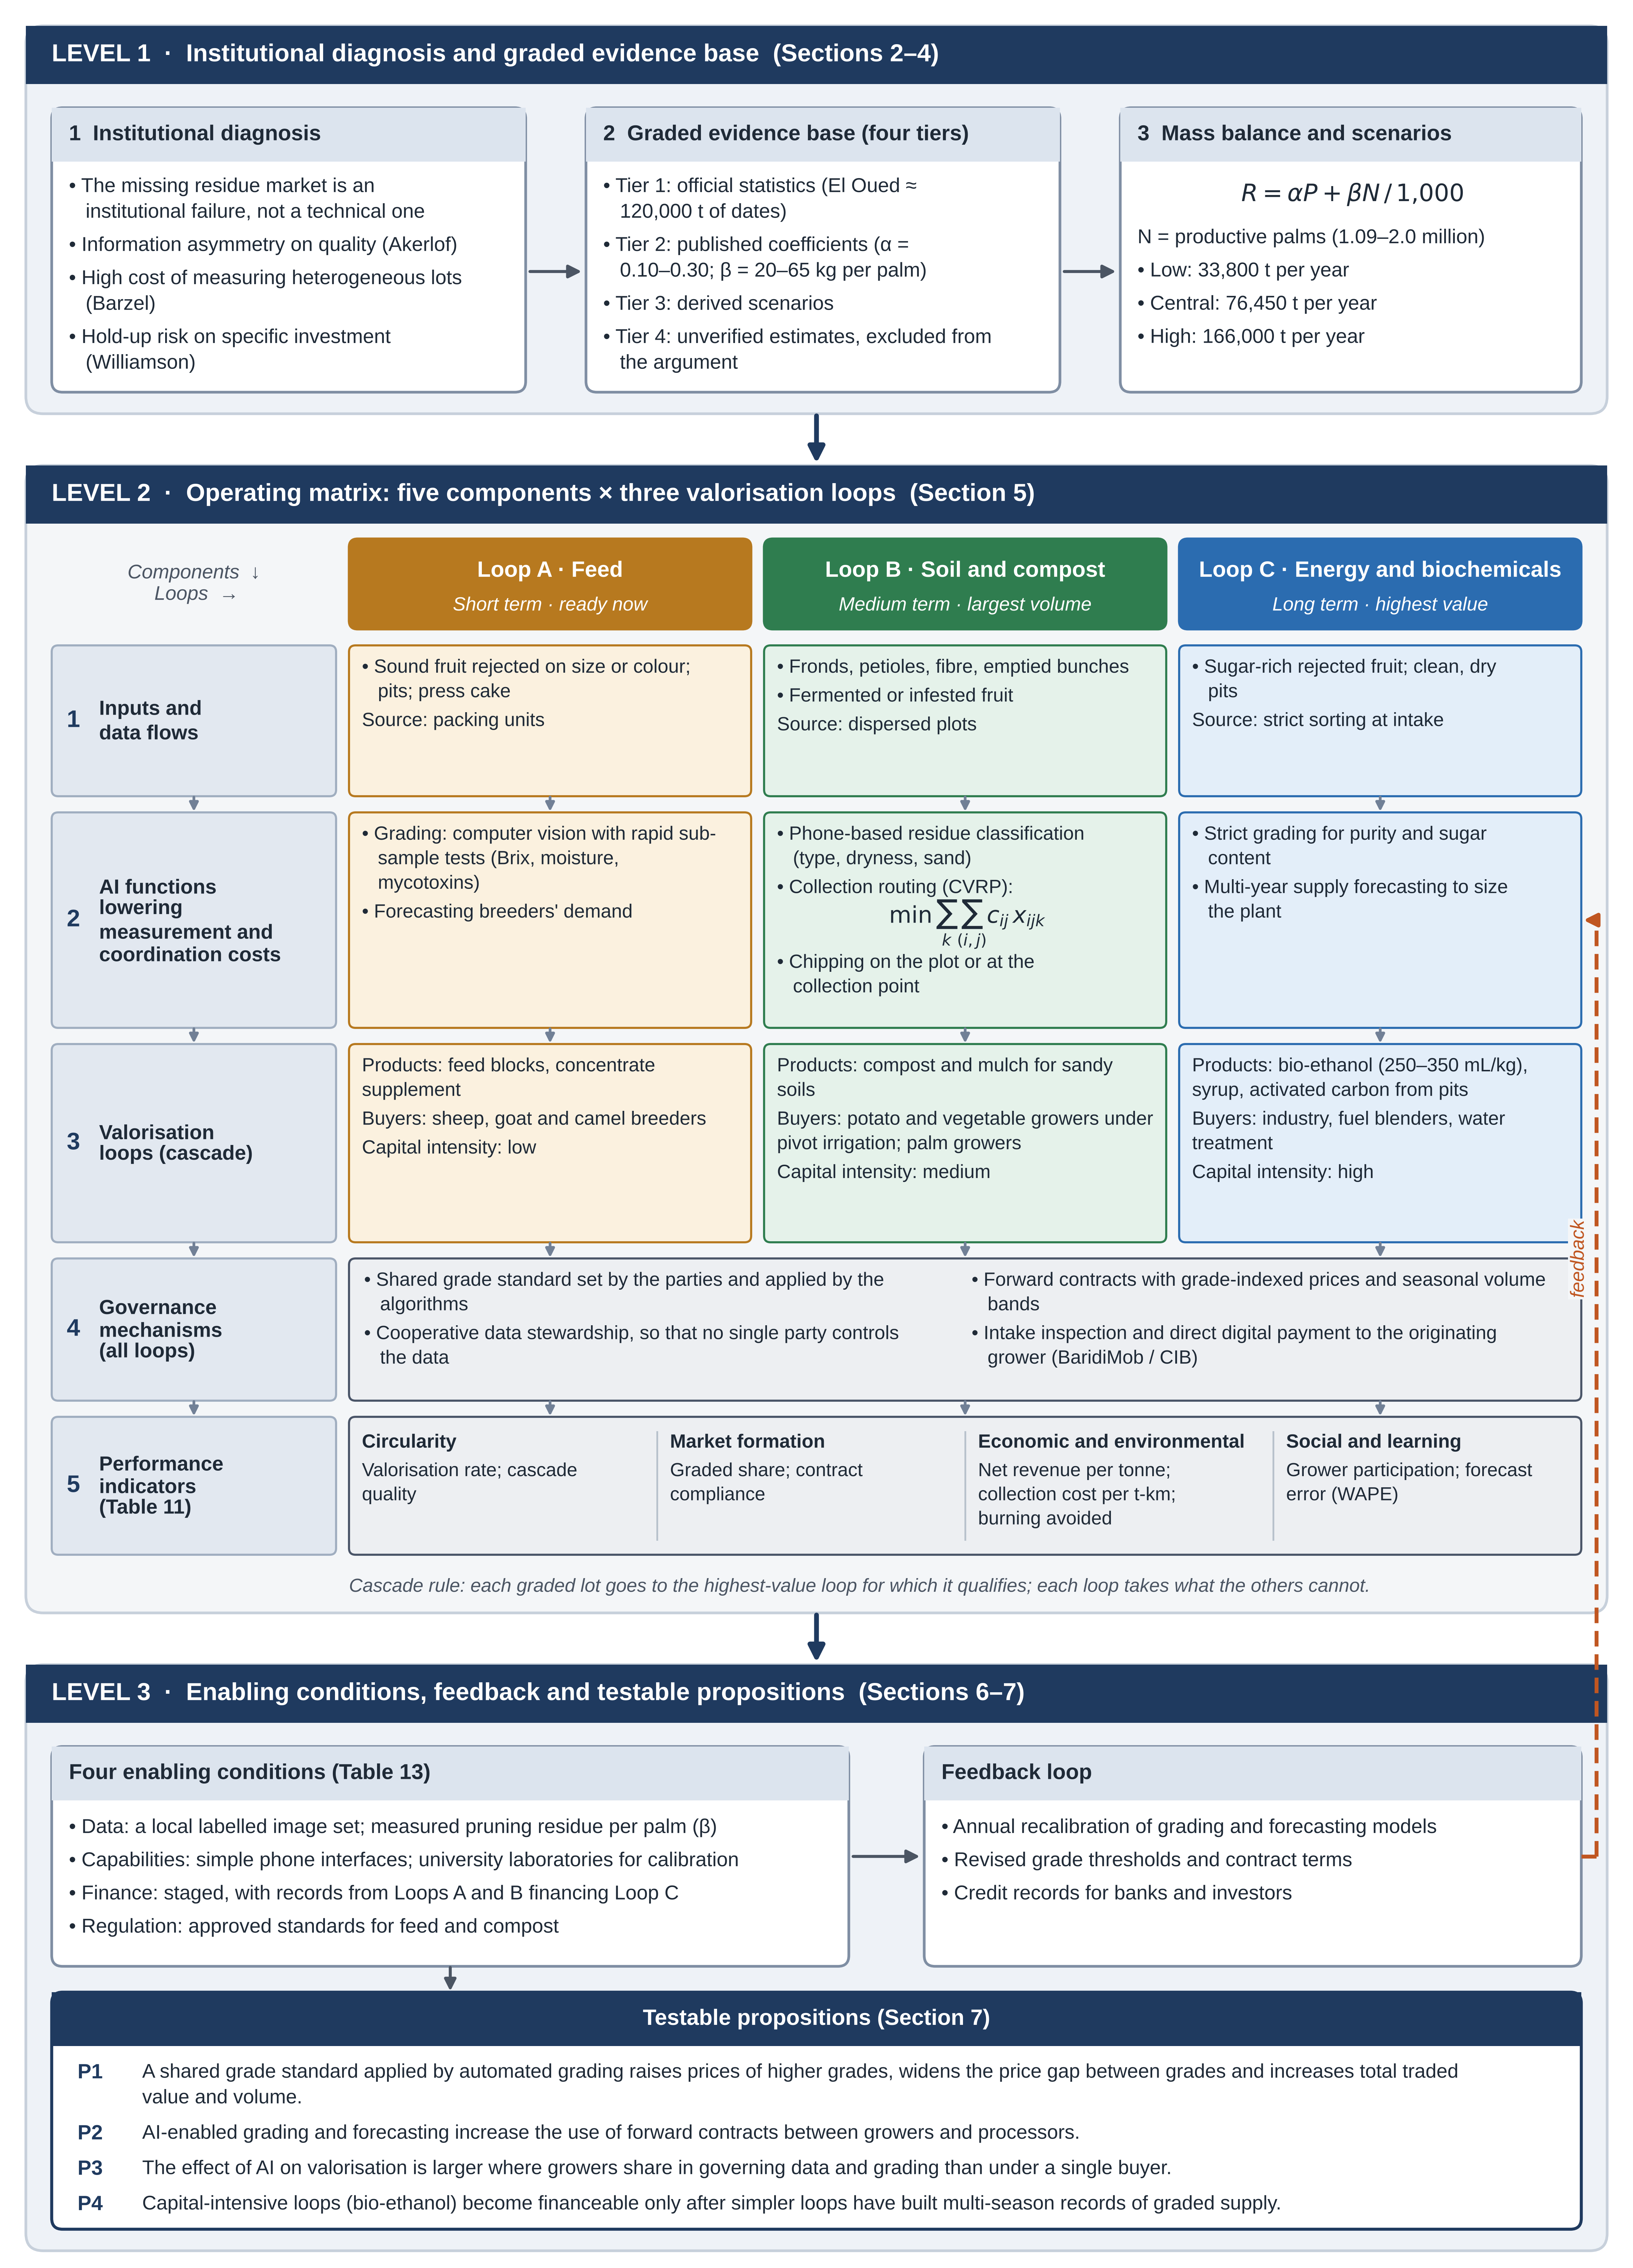 LEVEL 1 · Institutional diagnosis and graded evidence base (Sections 2–4)
1 Institutional diagnosis
• The missing residue market is an
institutional failure, not a technical one
• Information asymmetry on quality (Akerlof)
• High cost of measuring heterogeneous lots
(Barzel)
• Hold-up risk on specific investment
(Williamson)
2 Graded evidence base (four tiers)
• Tier 1: official statistics (El Oued ≈
120,000 t of dates)
• Tier 2: published coefficients (α =
0.10–0.30; β = 20–65 kg per palm)
• Tier 3: derived scenarios
• Tier 4: unverified estimates, excluded from
the argument
3 Mass balance and scenarios
R = αP + βN / 1,000
N = productive palms (1.09–2.0 million)
• Low: 33,800 t per year
• Central: 76,450 t per year
• High: 166,000 t per year
LEVEL 2 · Operating matrix: five components × three valorisation loops (Section 5)
Components ↓
Loops →
Loop A · Feed
Short term · ready now
Loop B · Soil and compost
Medium term · largest volume
Loop C · Energy and biochemicals
Long term · highest value
1 Inputs and
data flows
• Sound fruit rejected on size or colour;
pits; press cake
Source: packing units
• Fronds, petioles, fibre, emptied bunches
• Fermented or infested fruit
Source: dispersed plots
• Sugar-rich rejected fruit; clean, dry
pits
Source: strict sorting at intake
2 AI functions
lowering
measurement and
coordination costs
• Grading: computer vision with rapid sub-
sample tests (Brix, moisture,
mycotoxins)
• Forecasting breeders' demand
• Phone-based residue classification
(type, dryness, sand)
• Collection routing (CVRP):
min ∑ ∑ c_ij x_ijk
k (i, j)
• Chipping on the plot or at the
collection point
• Strict grading for purity and sugar
content
• Multi-year supply forecasting to size
the plant
3 Valorisation
loops (cascade)
Products: feed blocks, concentrate
supplement
Buyers: sheep, goat and camel breeders
Capital intensity: low
Products: compost and mulch for sandy
soils
Buyers: potato and vegetable growers under
pivot irrigation; palm growers
Capital intensity: medium
Products: bio-ethanol (250–350 mL/kg),
syrup, activated carbon from pits
Buyers: industry, fuel blenders, water
treatment
Capital intensity: high
feedback
4 Governance
mechanisms
(all loops)
• Shared grade standard set by the parties and applied by the
algorithms
• Cooperative data stewardship, so that no single party controls
the data
• Forward contracts with grade-indexed prices and seasonal volume
bands
• Intake inspection and direct digital payment to the originating
grower (BaridiMob / CIB)
5 Performance
indicators
(Table 11)
Circularity
Valorisation rate; cascade
quality
Market formation
Graded share; contract
compliance
Economic and environmental
Net revenue per tonne;
collection cost per t-km;
burning avoided
Social and learning
Grower participation; forecast
error (WAPE)
Cascade rule: each graded lot goes to the highest-value loop for which it qualifies; each loop takes what the others cannot.
LEVEL 3 · Enabling conditions, feedback and testable propositions (Sections 6–7)
Four enabling conditions (Table 13)
• Data: a local labelled image set; measured pruning residue per palm (β)
• Capabilities: simple phone interfaces; university laboratories for calibration
• Finance: staged, with records from Loops A and B financing Loop C
• Regulation: approved standards for feed and compost
Feedback loop
• Annual recalibration of grading and forecasting models
• Revised grade thresholds and contract terms
• Credit records for banks and investors
Testable propositions (Section 7)
P1 A shared grade standard applied by automated grading raises prices of higher grades, widens the price gap between grades and increases total traded
value and volume.
P2 AI-enabled grading and forecasting increase the use of forward contracts between growers and processors.
P3 The effect of AI on valorisation is larger where growers share in governing data and grading than under a single buyer.
P4 Capital-intensive loops (bio-ethanol) become financeable only after simpler loops have built multi-season records of graded supply.